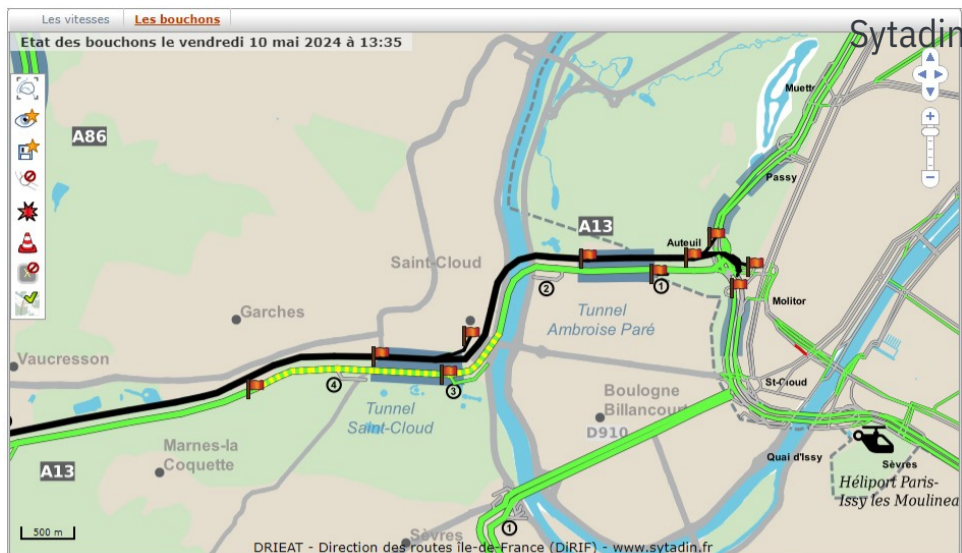 Les vitesses
Les bouchons
Etat des bouchons le vendredi 10 mai 2024 à 13:35
Sytadin
Muette
A86
Passy
A13
Auteuil
Saint-Cloud
2
1
Molitor
Garches
Tunnel
Ambroise Paré
Vaucresson
4
3
St-Cloud
Boulogne
Billancourt
Tunnel
Saint-Cloud
D910
Marnes-la
Coquette
Quai d'Issy
Sèvres
A13
Héliport Paris-
Issy les Moulinea
1
500 m
Sèvres
DRIEAT - Direction des routes île-de-France (DiRIF) - www.sytadin.fr